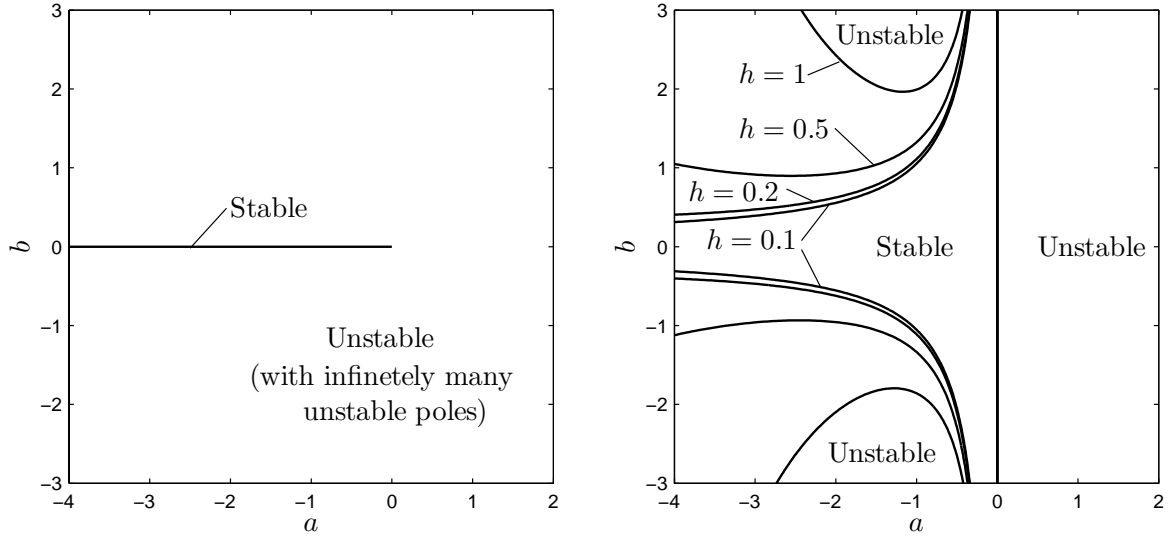 3
2
1
0
−1
−2
−3
b
−4
−3
−2
−1
0
1
2
a
Stable
Unstable
(with infinetely many
unstable poles)
3
2
1
0
−1
−2
−3
b
−4
−3
−2
−1
0
1
2
a
Unstable
h = 1
h = 0.5
h = 0.2
h = 0.1
Stable
Unstable
Unstable